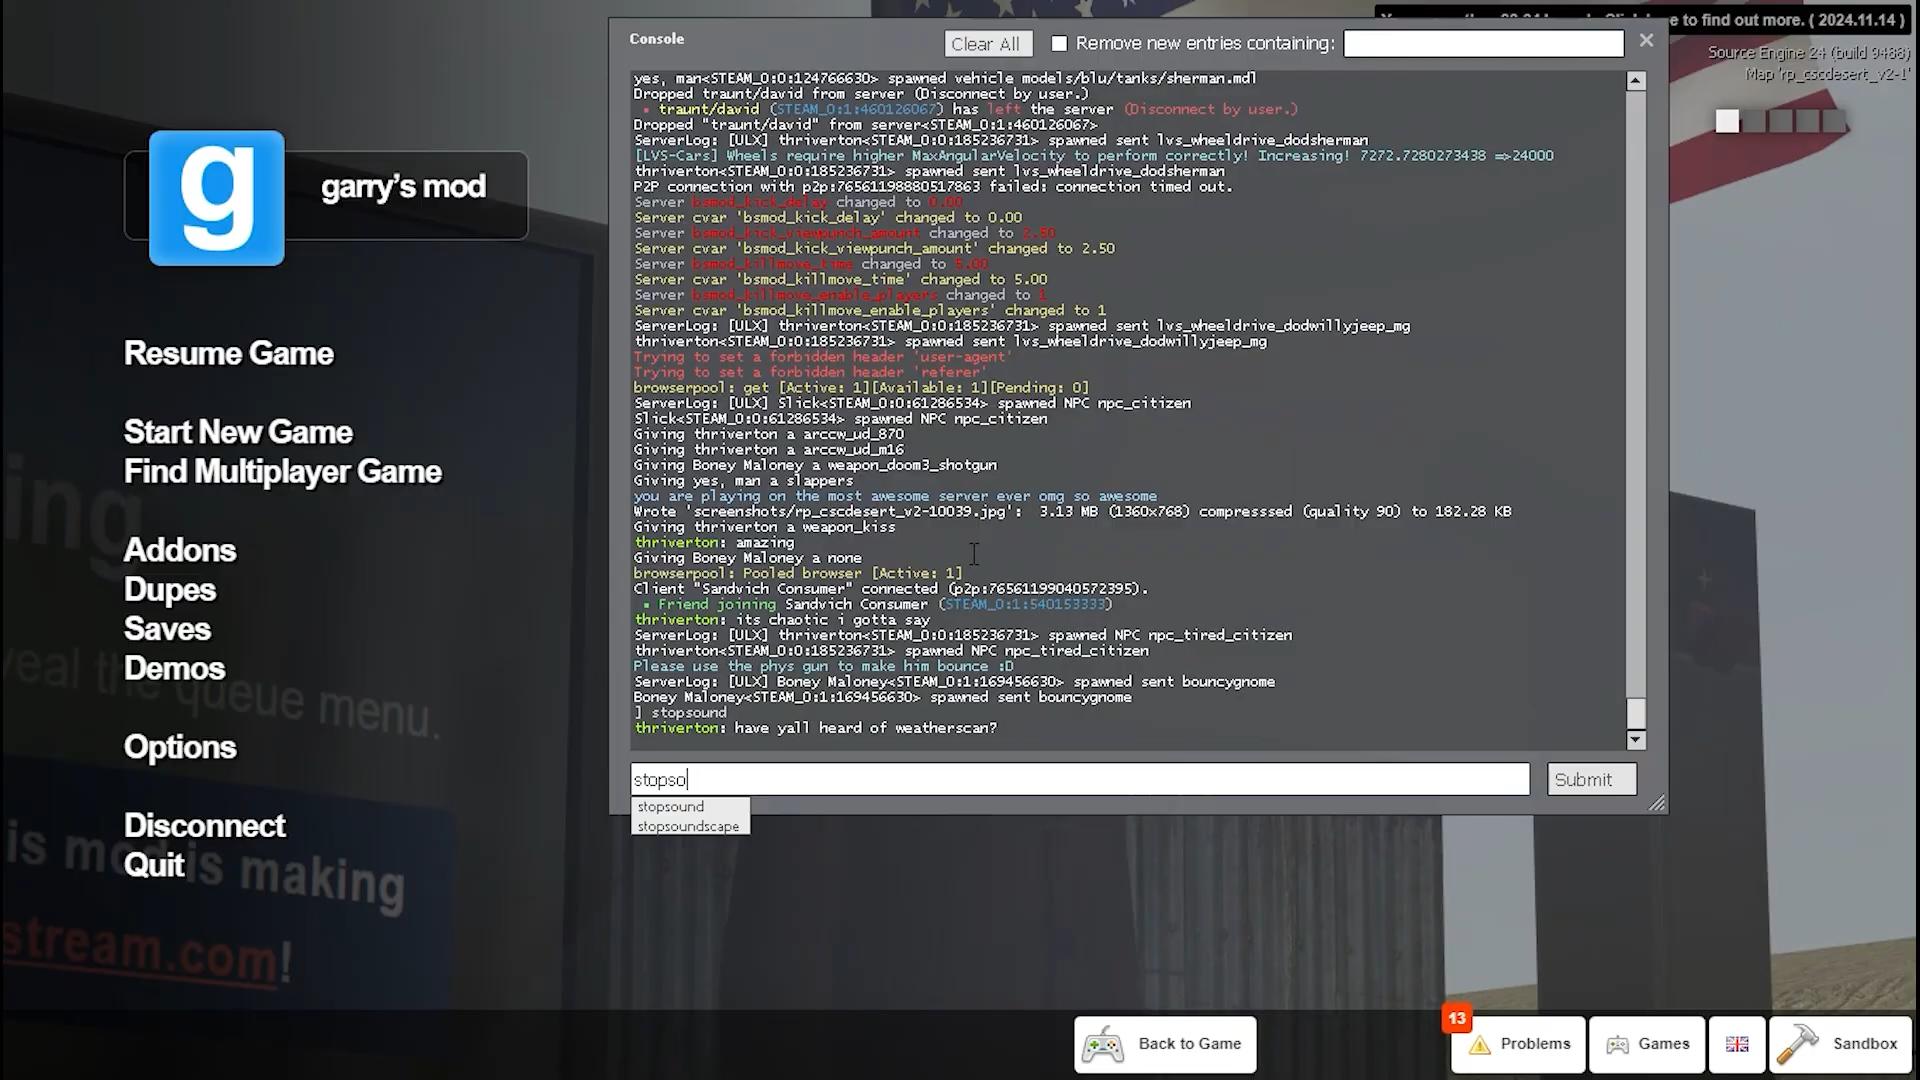 e to find out more. ( 2024.11.14 )
Source Engine 24 (build 9488)
Map 'rp_cscdesert_v2-1'
garry's mod
Resume Game
Start New Game
Find Multiplayer Game
Addons
Dupes
Saves
Demos
Options
Disconnect
Quit
ing
veal the queue menu.
is mod is making
stream.com!
Console
Clear All
Remove new entries containing:
yes, man<STEAM_0:0:124766630> spawned vehicle models/blu/tanks/sherman.mdl
Dropped traunt/david from server (Disconnect by user.)
• traunt/david (STEAM_0:1:460126067) has left the server (Disconnect by user.)
Dropped "traunt/david" from server<STEAM_0:1:460126067>
ServerLog: [ULX] thriverton<STEAM_0:0:185236731> spawned sent lvs_wheeldrive_dodsherman
[LVS-Cars] Wheels require higher MaxAngularVelocity to perform correctly! Increasing! 7272.7280273438 =>24000
thriverton<STEAM_0:0:185236731> spawned sent lvs_wheeldrive_dodsherman
P2P connection with p2p:76561198880517863 failed: connection timed out.
Server bsmod_kick_delay changed to 0.00
Server cvar 'bsmod_kick_delay' changed to 0.00
Server bsmod_kick_viewpunch_amount changed to 2.50
Server cvar 'bsmod_kick_viewpunch_amount' changed to 2.50
Server bsmod_killmove_time changed to 5.00
Server cvar 'bsmod_killmove_time' changed to 5.00
Server bsmod_killmove_enable_players changed to 1
Server cvar 'bsmod_killmove_enable_players' changed to 1
ServerLog: [ULX] thriverton<STEAM_0:0:185236731> spawned sent lvs_wheeldrive_dodwillyjeep_mg
thriverton<STEAM_0:0:185236731> spawned sent lvs_wheeldrive_dodwillyjeep_mg
Trying to set a forbidden header 'user-agent'
Trying to set a forbidden header 'referer'
browserpool: get [Active: 1][Available: 1][Pending: 0]
ServerLog: [ULX] Slick<STEAM_0:0:61286534> spawned NPC npc_citizen
Slick<STEAM_0:0:61286534> spawned NPC npc_citizen
Giving thriverton a arccw_ud_870
Giving thriverton a arccw_ud_m16
Giving Boney Maloney a weapon_doom3_shotgun
Giving yes, man a slappers
you are playing on the most awesome server ever omg so awesome
Wrote 'screenshots/rp_cscdesert_v2-10039.jpg':  3.13 MB (1360x768) compresssed (quality 90) to 182.28 KB
Giving thriverton a weapon_kiss
thriverton: amazing
Giving Boney Maloney a none
browserpool: Pooled browser [Active: 1]
Client "Sandvich Consumer" connected (p2p:76561199040572395).
• Friend joining Sandvich Consumer (STEAM_0:1:540153333)
thriverton: its chaotic i gotta say
ServerLog: [ULX] thriverton<STEAM_0:0:185236731> spawned NPC npc_tired_citizen
thriverton<STEAM_0:0:185236731> spawned NPC npc_tired_citizen
Please use the phys gun to make him bounce :D
ServerLog: [ULX] Boney Maloney<STEAM_0:1:169456630> spawned sent bouncygnome
Boney Maloney<STEAM_0:1:169456630> spawned sent bouncygnome
] stopsound
thriverton: have yall heard of weatherscan?
stopso
Submit
stopsound
stopsoundscape
Back to Game
13
Problems
Games
Sandbox